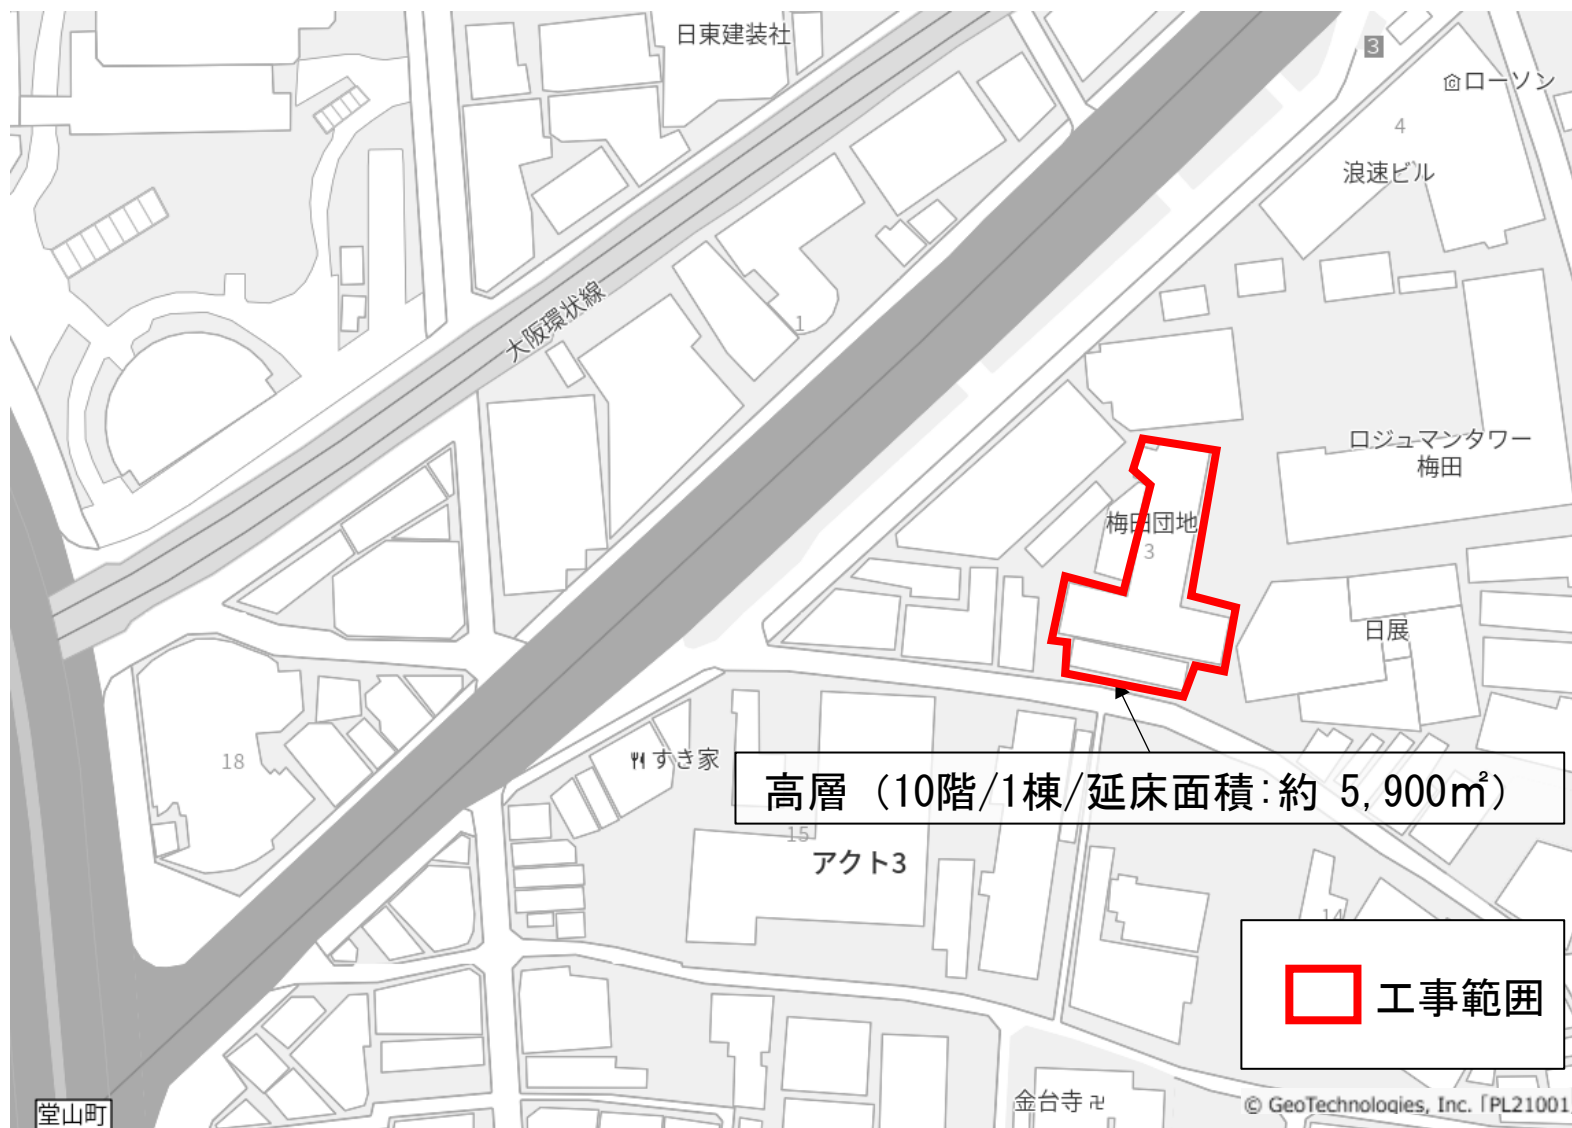 日東建装社
3
ローソン
4
浪速ビル
大阪環状線
1
ロジュマンタワー
梅田
梅田団地
3
日展
18
すき家
高層（10階/1棟/延床面積:約 5,900㎡）
15
アクト3
14
工事範囲
金台寺 卍
堂山町
© GeoTechnologies, Inc. 「PL21001